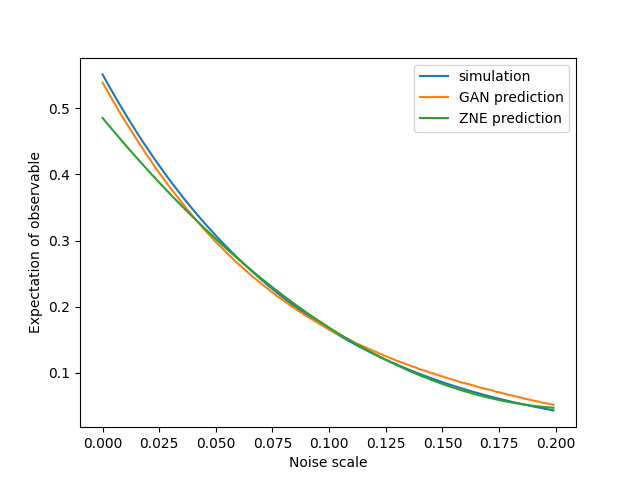 simulation
GAN prediction
ZNE prediction
Expectation of observable
0.5
0.4
0.3
0.2
0.1
0.000 0.025 0.050 0.075 0.100 0.125 0.150 0.175 0.200
Noise scale